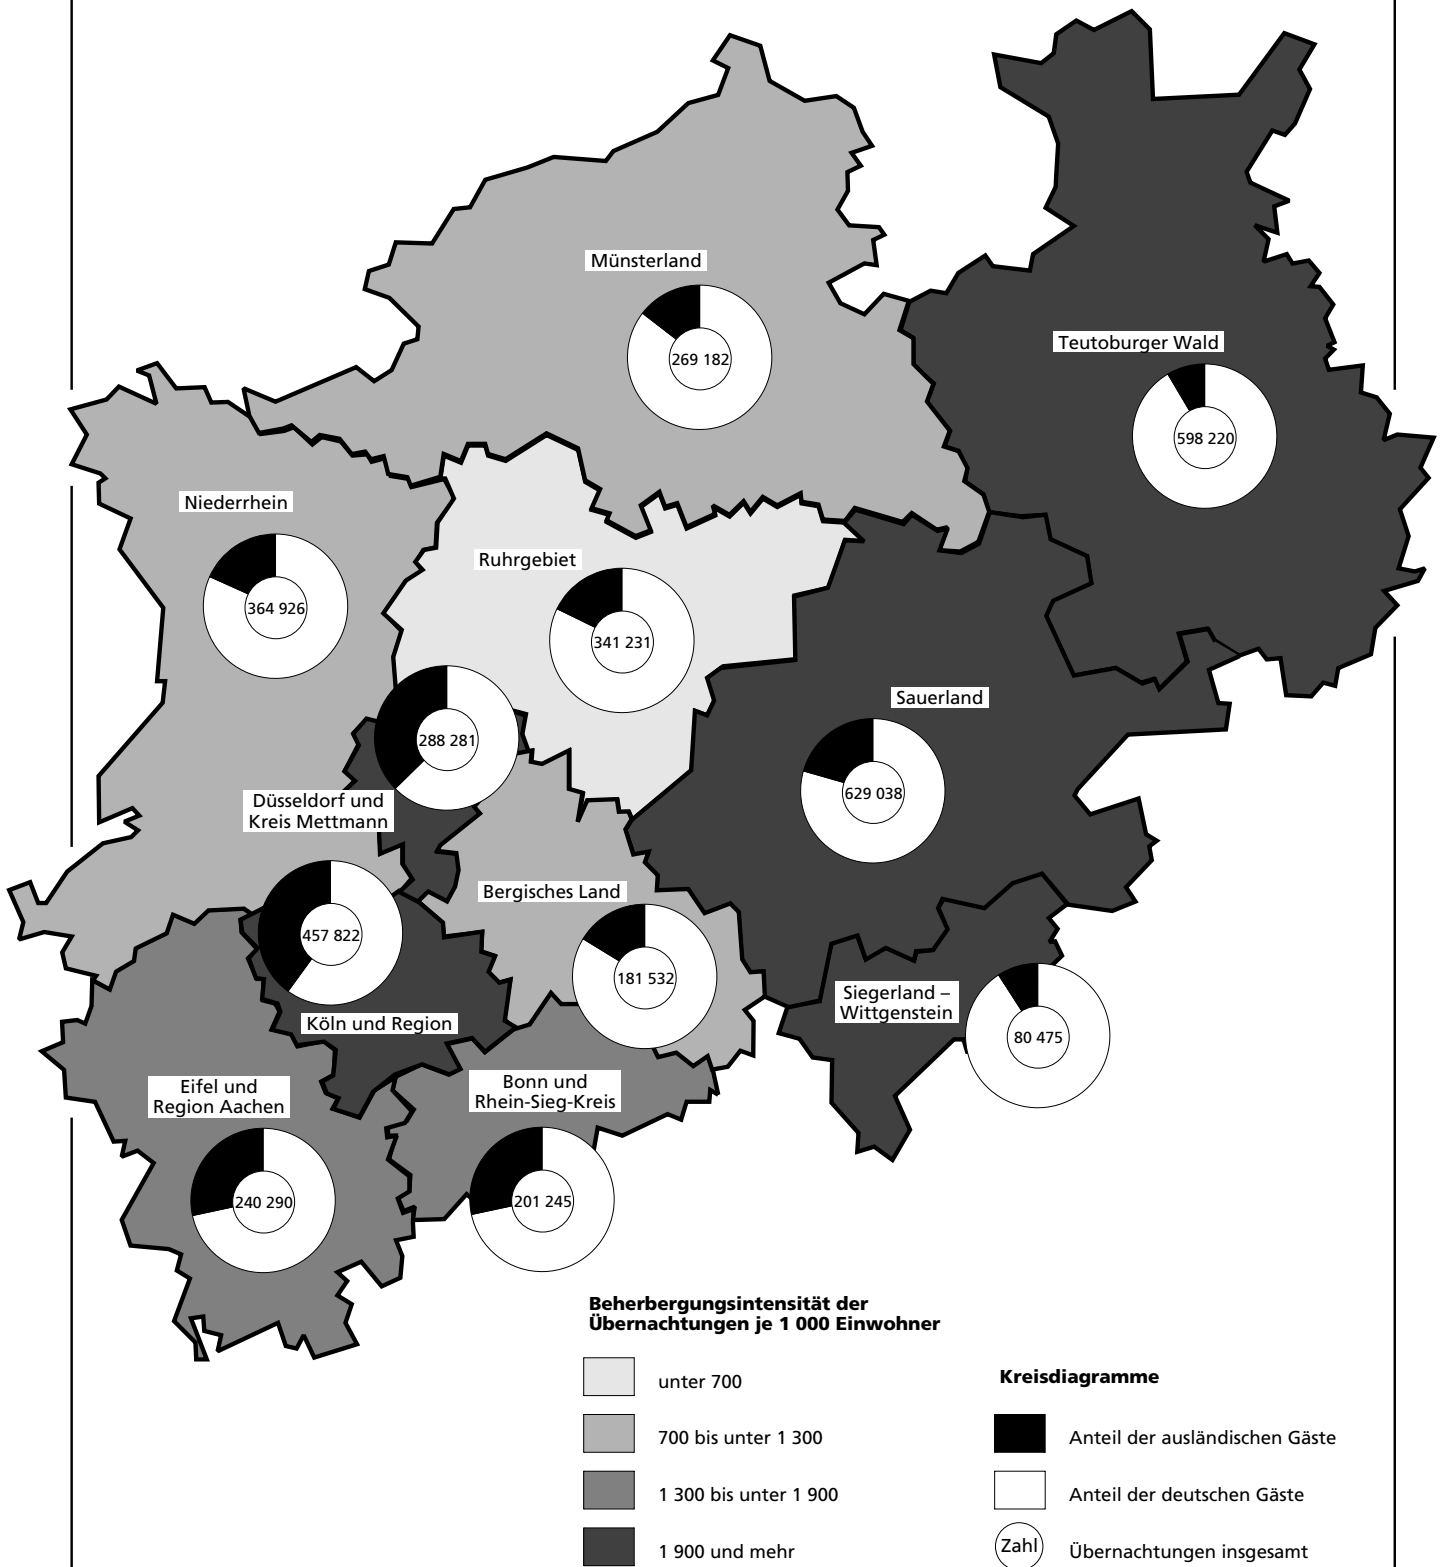 Münsterland
269 182
Teutoburger Wald
598 220
Niederrhein
364 926
Ruhrgebiet
341 231
Sauerland
629 038
288 281
Düsseldorf und
Kreis Mettmann
457 822
Köln und Region
Bergisches Land
181 532
Siegerland –
Wittgenstein
80 475
Eifel und
Region Aachen
240 290
Bonn und
Rhein-Sieg-Kreis
201 245
Beherbergungsintensität der
Übernachtungen je 1 000 Einwohner
unter 700
700 bis unter 1 300
1 300 bis unter 1 900
1 900 und mehr
Kreisdiagramme
Anteil der ausländischen Gäste
Anteil der deutschen Gäste
Zahl Übernachtungen insgesamt